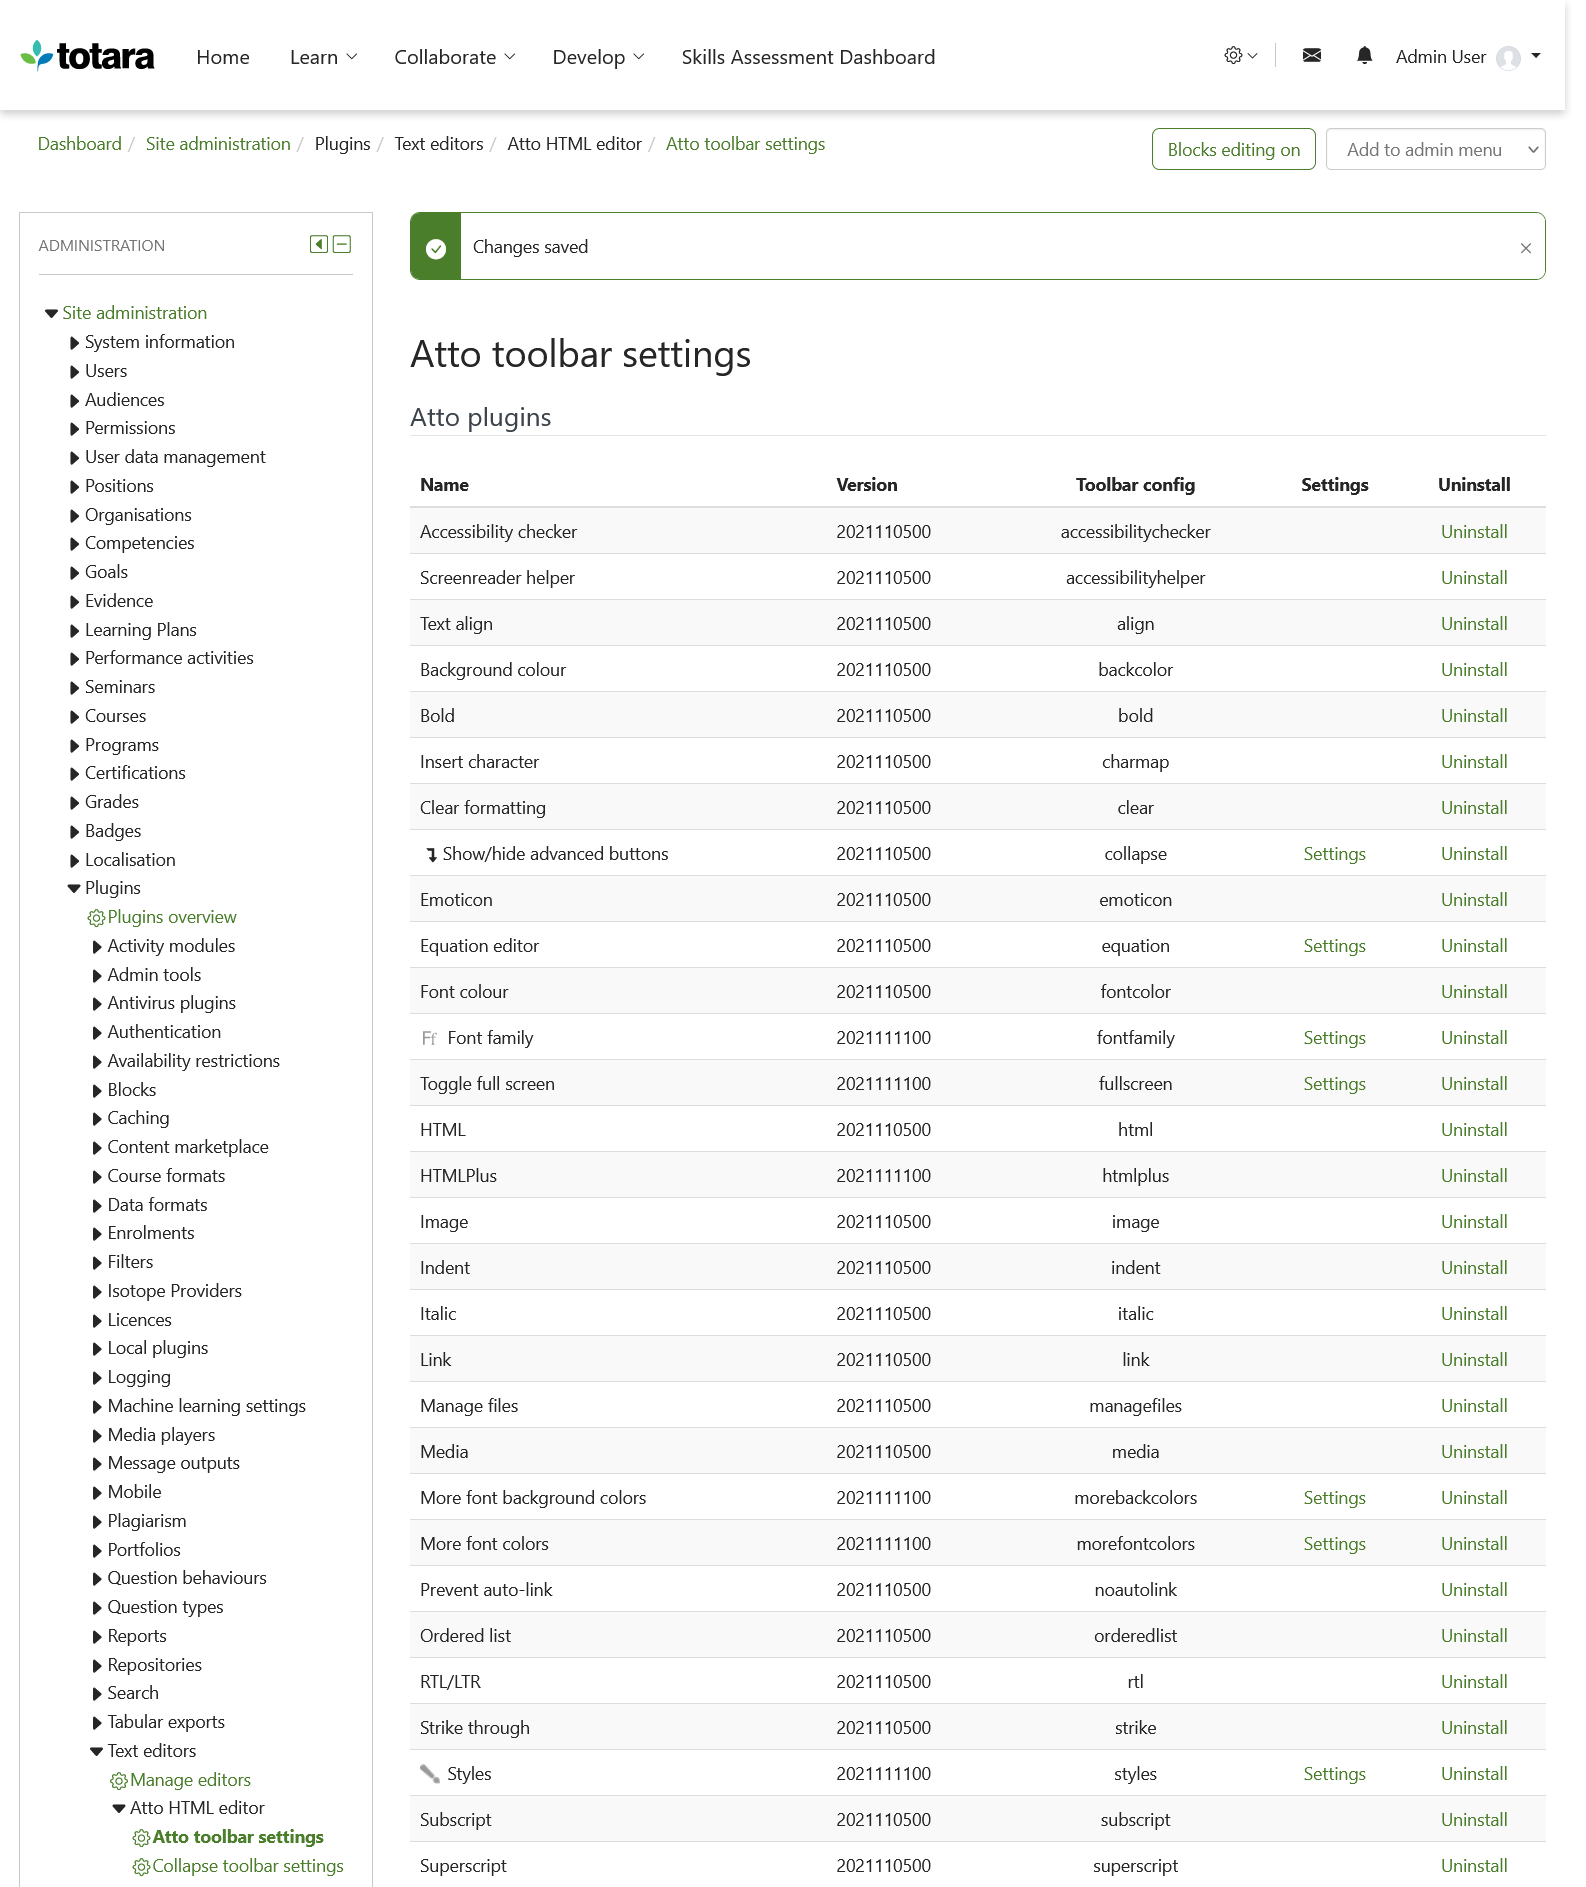 totara Home Learn Collaborate Develop Skills Assessment Dashboard Admin User
Dashboard / Site administration / Plugins / Text editors / Atto HTML editor / Atto toolbar settings
Blocks editing on Add to admin menu
ADMINISTRATION
Site administration
System information
Users
Audiences
Permissions
User data management
Positions
Organisations
Competencies
Goals
Evidence
Learning Plans
Performance activities
Seminars
Courses
Programs
Certifications
Grades
Badges
Localisation
Plugins
Plugins overview
Activity modules
Admin tools
Antivirus plugins
Authentication
Availability restrictions
Blocks
Caching
Content marketplace
Course formats
Data formats
Enrolments
Filters
Isotope Providers
Licences
Local plugins
Logging
Machine learning settings
Media players
Message outputs
Mobile
Plagiarism
Portfolios
Question behaviours
Question types
Reports
Repositories
Search
Tabular exports
Text editors
Manage editors
Atto HTML editor
Atto toolbar settings
Collapse toolbar settings
Changes saved
Atto toolbar settings
Atto plugins
Name Version Toolbar config Settings Uninstall
Accessibility checker 2021110500 accessibilitychecker Uninstall
Screenreader helper 2021110500 accessibilityhelper Uninstall
Text align 2021110500 align Uninstall
Background colour 2021110500 backcolor Uninstall
Bold 2021110500 bold Uninstall
Insert character 2021110500 charmap Uninstall
Clear formatting 2021110500 clear Uninstall
Show/hide advanced buttons 2021110500 collapse Settings Uninstall
Emoticon 2021110500 emoticon Uninstall
Equation editor 2021110500 equation Settings Uninstall
Font colour 2021110500 fontcolor Uninstall
Ff Font family 2021111100 fontfamily Settings Uninstall
Toggle full screen 2021111100 fullscreen Settings Uninstall
HTML 2021110500 html Uninstall
HTMLPlus 2021111100 htmlplus Uninstall
Image 2021110500 image Uninstall
Indent 2021110500 indent Uninstall
Italic 2021110500 italic Uninstall
Link 2021110500 link Uninstall
Manage files 2021110500 managefiles Uninstall
Media 2021110500 media Uninstall
More font background colors 2021111100 morebackcolors Settings Uninstall
More font colors 2021111100 morefontcolors Settings Uninstall
Prevent auto-link 2021110500 noautolink Uninstall
Ordered list 2021110500 orderedlist Uninstall
RTL/LTR 2021110500 rtl Uninstall
Strike through 2021110500 strike Uninstall
Styles 2021111100 styles Settings Uninstall
Subscript 2021110500 subscript Uninstall
Superscript 2021110500 superscript Uninstall